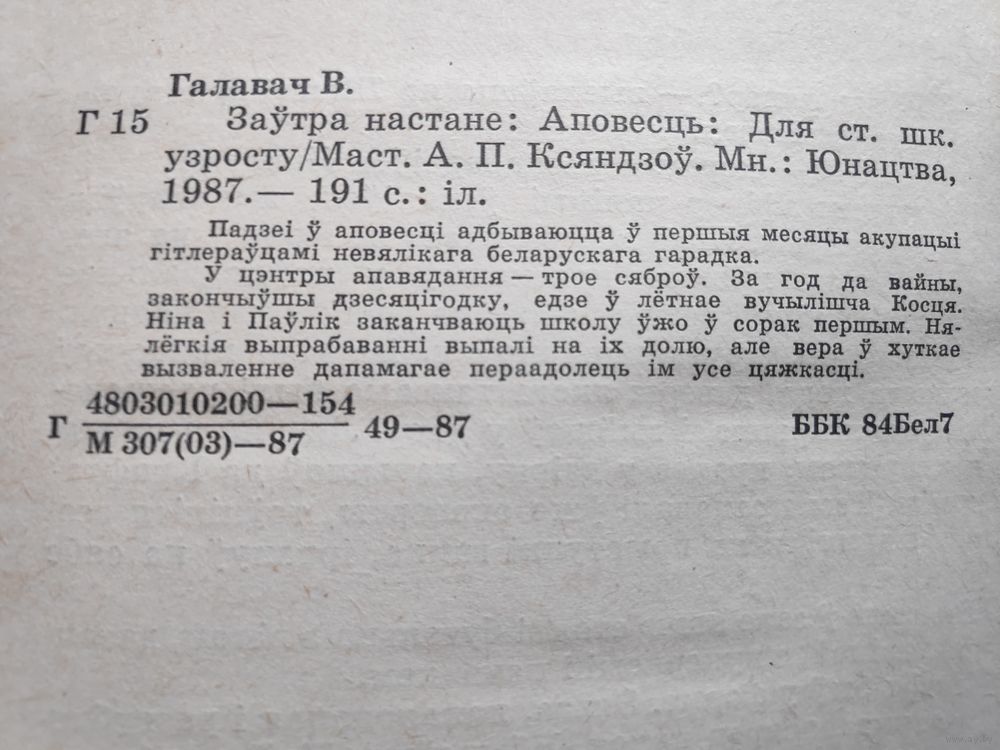 Галавач В.
Г 15 Заўтра настане: Аповесць: Для ст. шк.
узросту/Маст. А. П. Ксяндзоў. Мн.: Юнацтва,
1987.— 191 с.: іл.
Падзеі ў аповесці адбываюцца ў першыя месяцы акупацыі
гітлераўцамі невялікага беларускага гарадка.
У цэнтры апавядання — трое сяброў. За год да вайны,
закончыўшы дзесяцігодку, едзе ў лётнае вучылішча Косця.
Ніна і Паўлік заканчваюць школу ўжо ў сорак першым. Ня-
лёгкія выпрабаванні выпалі на іх долю, але вера ў хуткае
вызваленне дапамагае пераадолець ім усе цяжкасці.
Г 4803010200—154 49—87 ББК 84Бел7
М 307(03)—87